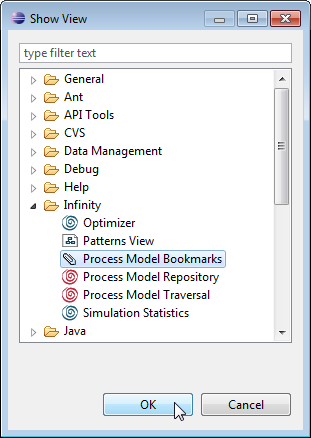 Show View
type filter text
General
Ant
API Tools
CVS
Data Management
Debug
Help
Infinity
Optimizer
Patterns View
Process Model Bookmarks
Process Model Repository
Process Model Traversal
Simulation Statistics
Java
OK Cancel